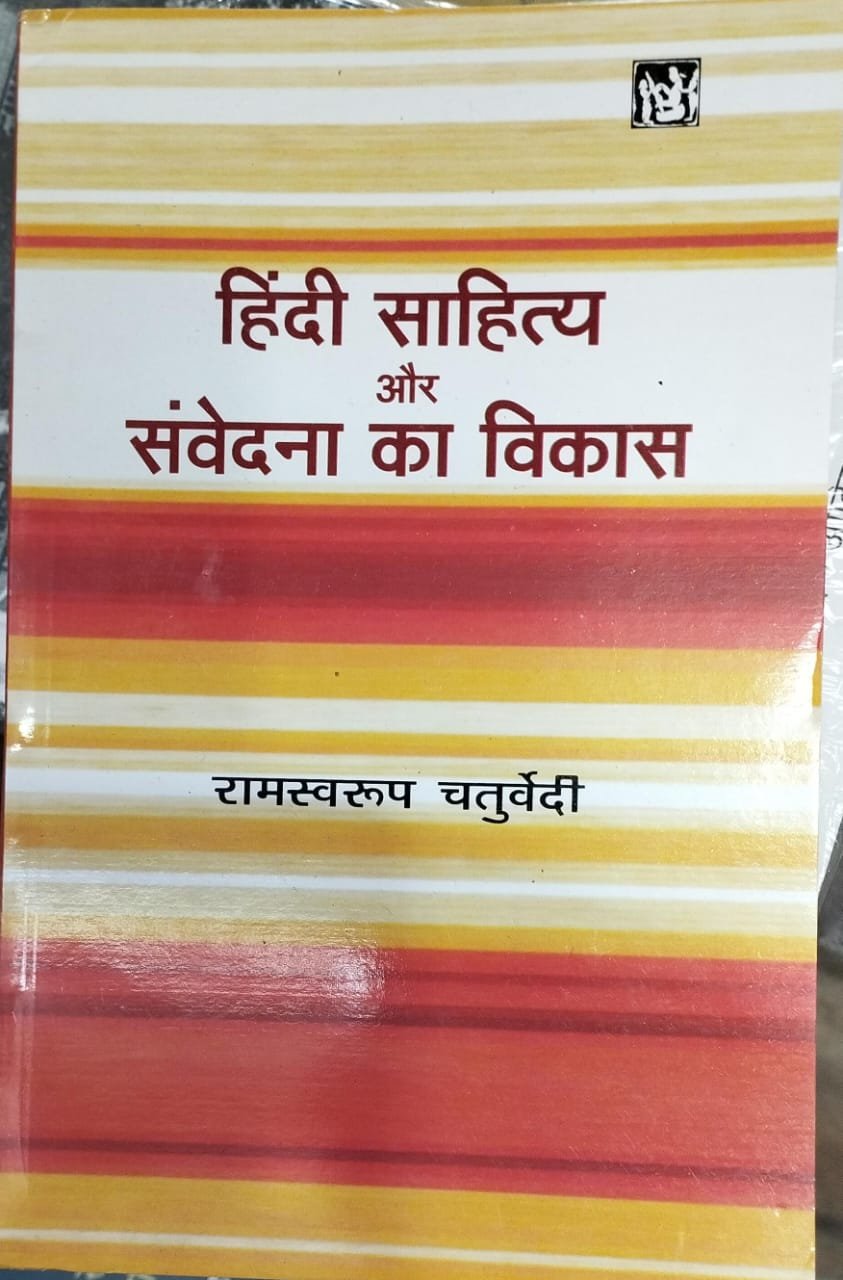 हिंदी साहित्य
और
संवेदना का विकास
रामस्वरूप चतुर्वेदी